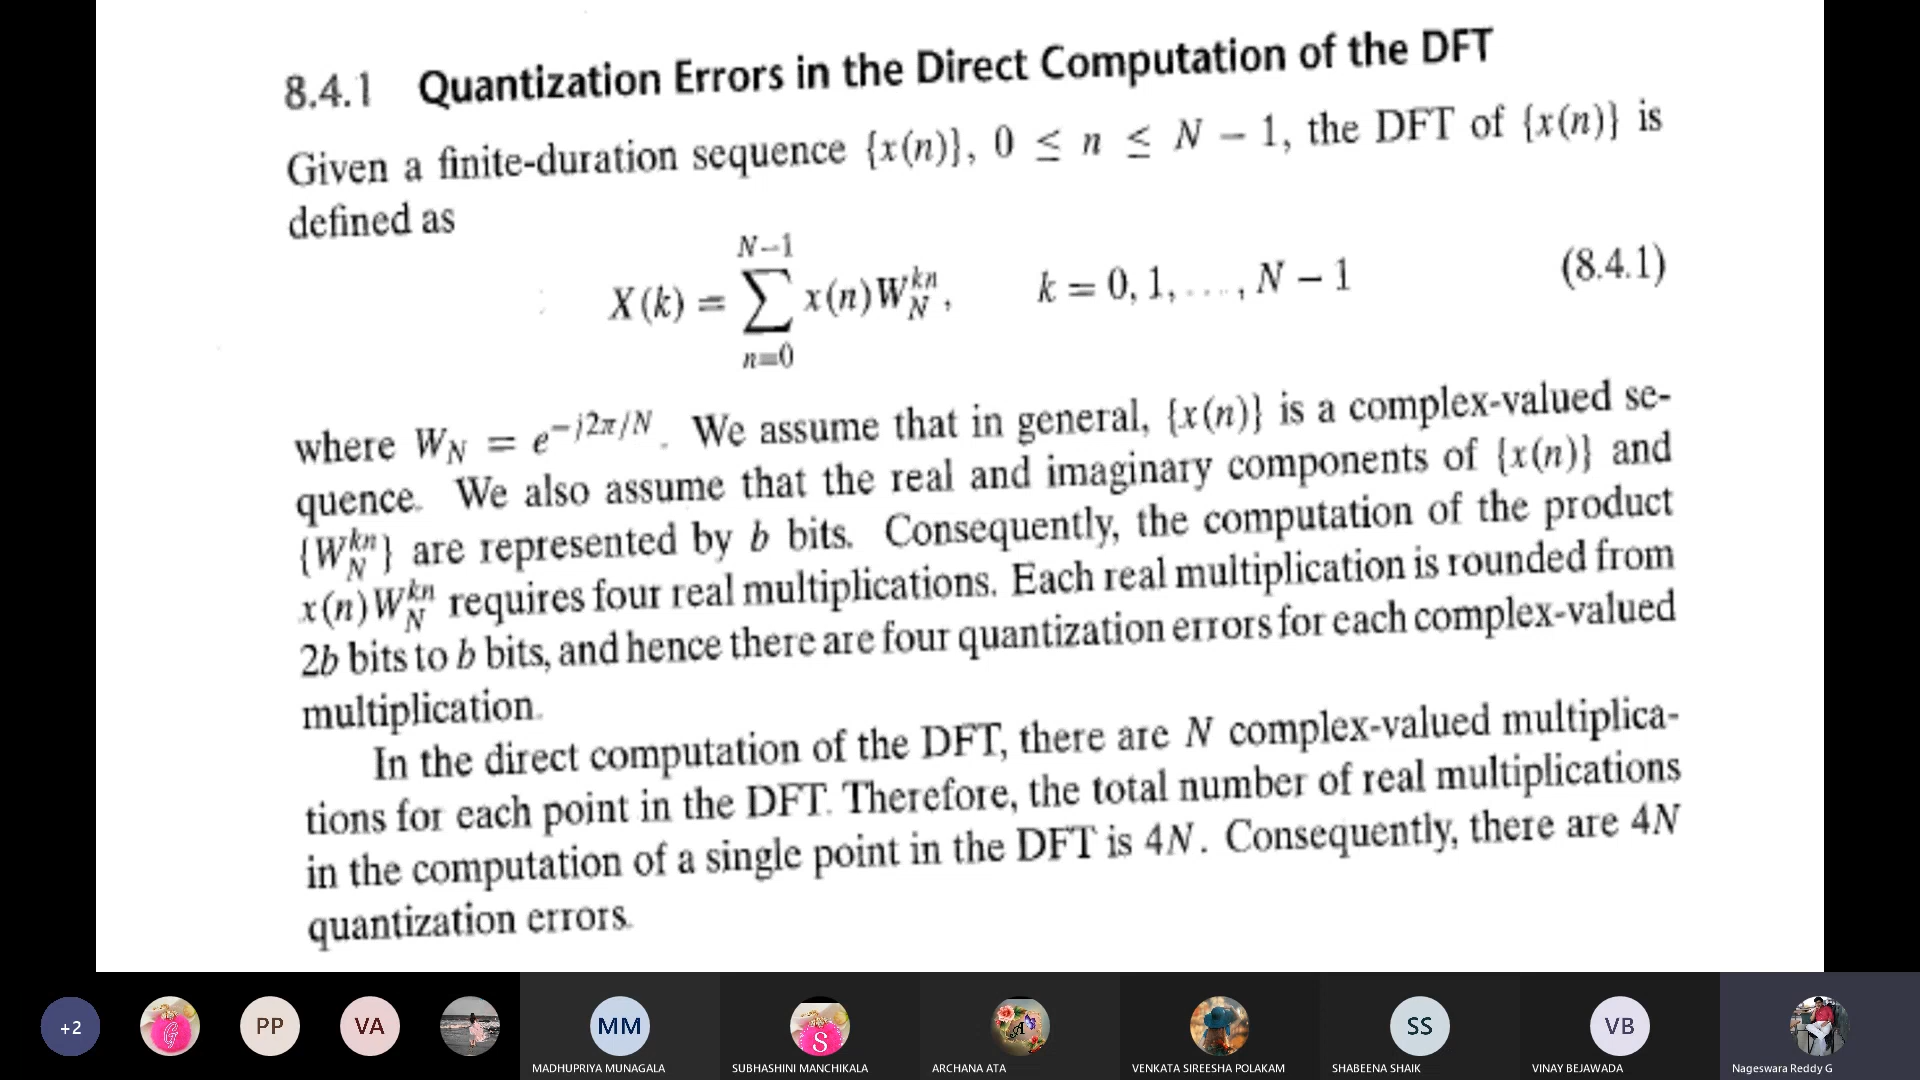 8.4.1 Quantization Errors in the Direct Computation of the DFT
Given a finite-duration sequence {x(n)}, 0 ≤ n ≤ N − 1, the DFT of {x(n)} is
defined as
X(k) = \sum_{n=0}^{N-1} x(n)W_N^{kn}, k = 0, 1, ..., N − 1 (8.4.1)
where W_N = e^{-j2π/N}. We assume that in general, {x(n)} is a complex-valued se-
quence. We also assume that the real and imaginary components of {x(n)} and
{W_N^{kn}} are represented by b bits. Consequently, the computation of the product
x(n)W_N^{kn} requires four real multiplications. Each real multiplication is rounded from
2b bits to b bits, and hence there are four quantization errors for each complex-valued
multiplication.
In the direct computation of the DFT, there are N complex-valued multiplica-
tions for each point in the DFT. Therefore, the total number of real multiplications
in the computation of a single point in the DFT is 4N. Consequently, there are 4N
quantization errors.
+2
G
PP
VA
MM
S
A
SS
VB
MADHUPRIYA MUNAGALA
SUBHASHINI MANCHIKALA
ARCHANA ATA
VENKATA SIREESHA POLAKAM
SHABEENA SHAIK
VINAY BEJAWADA
Nageswara Reddy G